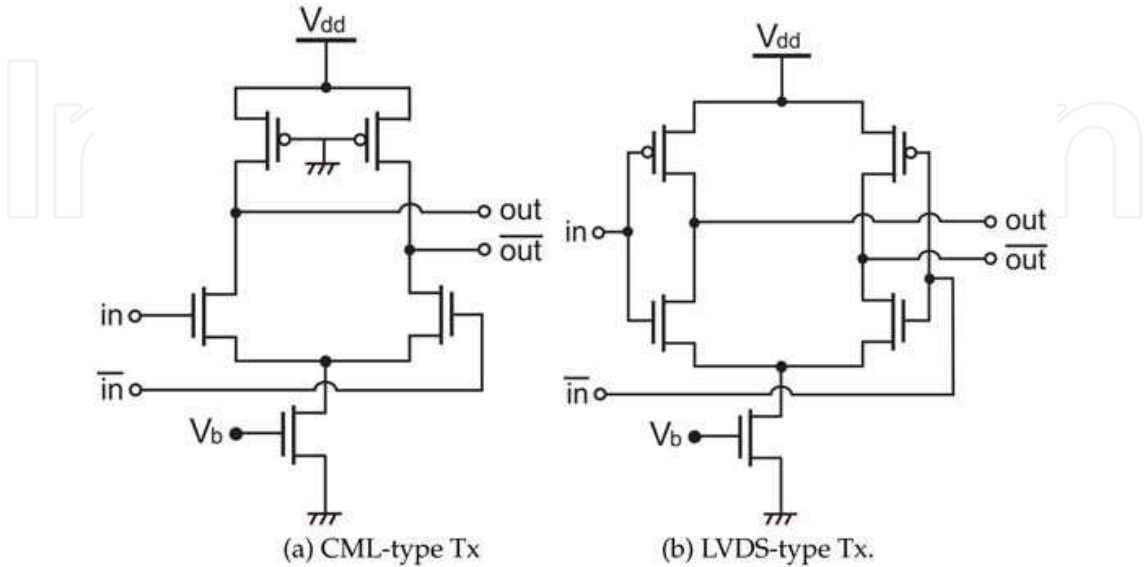 Vdd
out
out
in
in
Vb
(a) CML-type Tx
Vdd
in
out
out
in
Vb
(b) LVDS-type Tx.